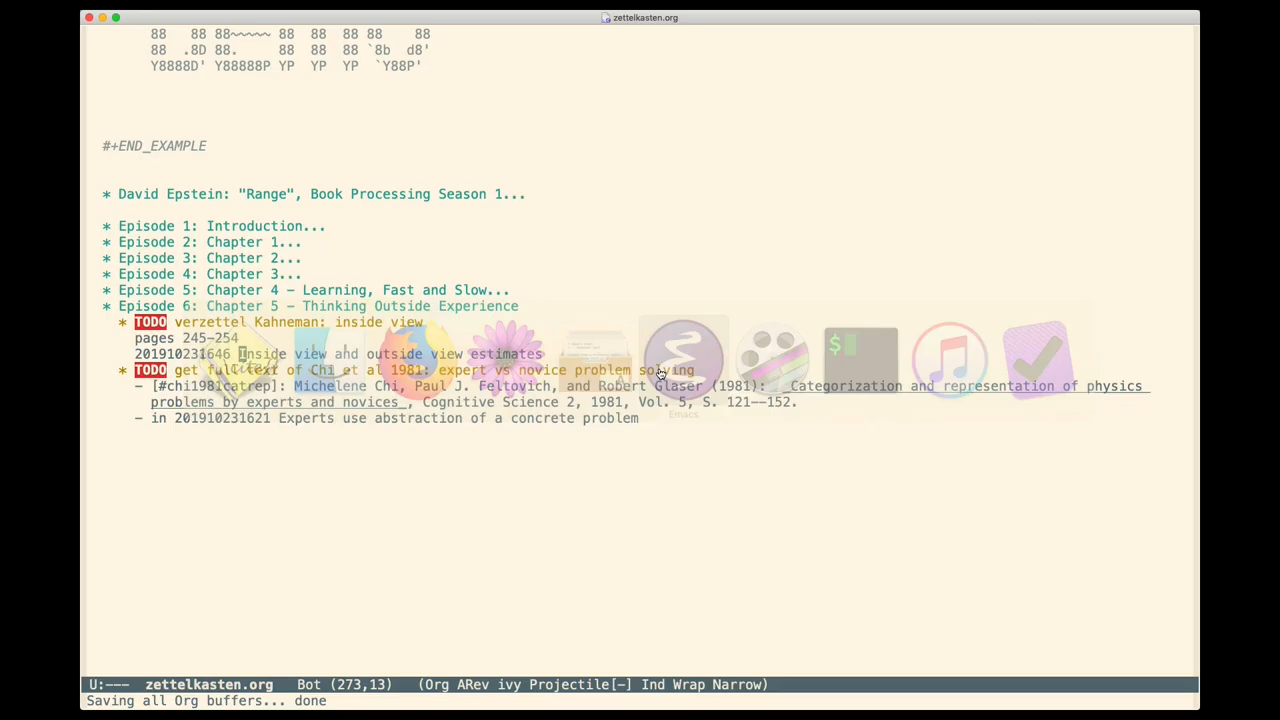 zettelkasten.org
88   88 88~~~~~ 88  88  88 88    88
88  .8D 88.     88  88  88 `8b  d8'
Y8888D' Y88888P YP  YP  YP  `Y88P'
#+END_EXAMPLE
* David Epstein: "Range", Book Processing Season 1...
* Episode 1: Introduction...
* Episode 2: Chapter 1...
* Episode 3: Chapter 2...
* Episode 4: Chapter 3...
* Episode 5: Chapter 4 – Learning, Fast and Slow...
* Episode 6: Chapter 5 – Thinking Outside Experience
* TODO verzettel Kahneman: inside view
pages 245–254
201910231646 Inside view and outside view estimates
* TODO get full text of Chi et al 1981: expert vs novice problem solving
– [#chi1981categ]: Michelene Chi, Paul J. Feltovich, and Robert Glaser (1981): _Categorization and representation of physics
problems by experts and novices_, Cognitive Science 2, 1981, Vol. 5, S. 121––152.
– in 201910231621 Experts use abstraction of a concrete problem
$
Emacs
U:---  zettelkasten.org   Bot (273,13)   (Org ARev ivy Projectile[–] Ind Wrap Narrow)
Saving all Org buffers... done